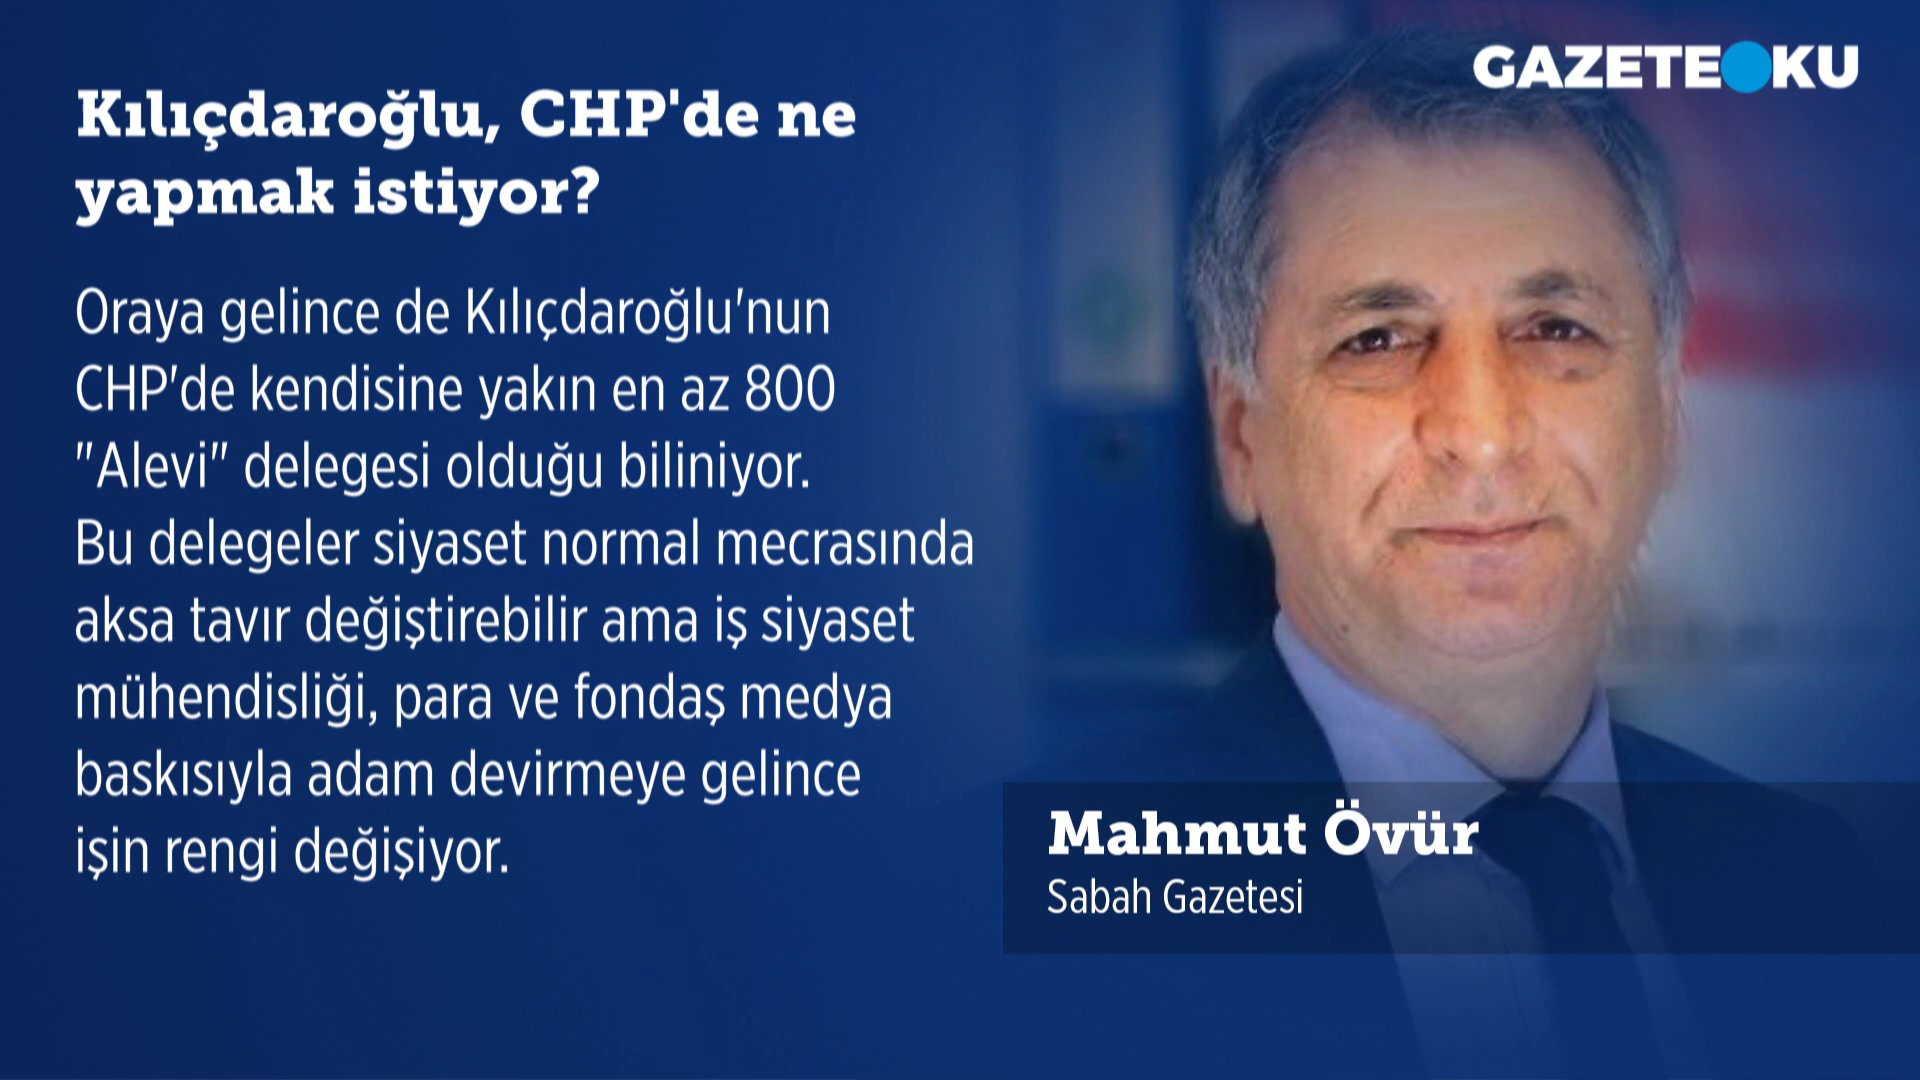 GAZETEOKU
Kılıçdaroğlu, CHP'de ne
yapmak istiyor?
Oraya gelince de Kılıçdaroğlu'nun
CHP'de kendisine yakın en az 800
"Alevi" delegesi olduğu biliniyor.
Bu delegeler siyaset normal mecrasında
aksa tavır değiştirebilir ama iş siyaset
mühendisliği, para ve fondaş medya
baskısıyla adam devirmeye gelince
işin rengi değişiyor.
Mahmut Övür
Sabah Gazetesi